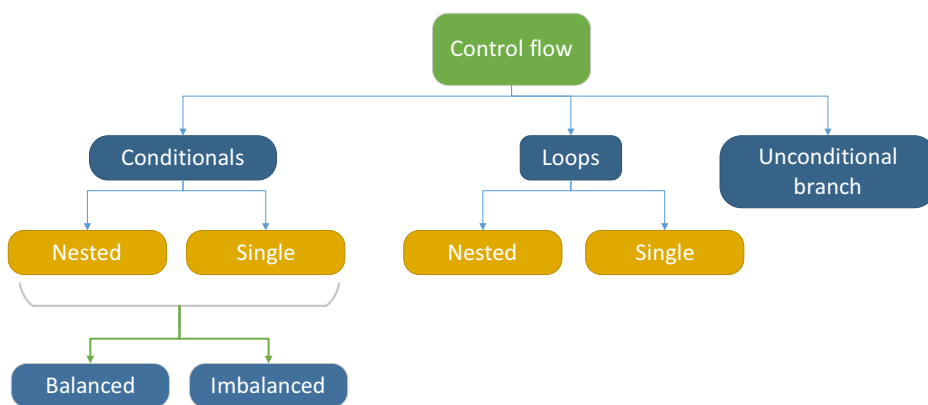 Control flow
Conditionals
Loops
Unconditional
branch
Nested
Single
Nested
Single
Balanced
Imbalanced